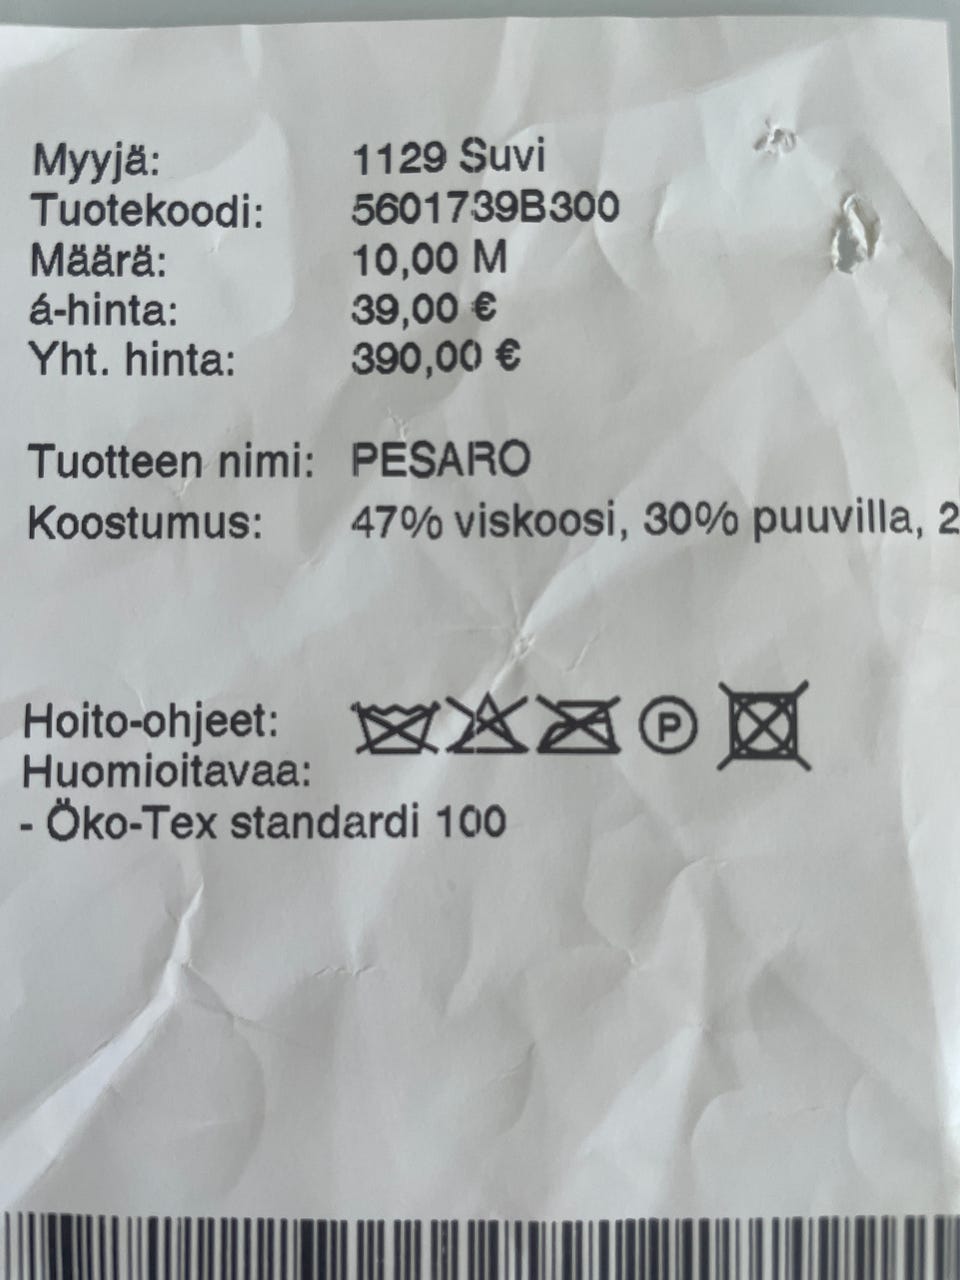 Myyjä: 1129 Suvi
Tuotekoodi: 5601739B300
Määrä: 10,00 M
á-hinta: 39,00 €
Yht. hinta: 390,00 €
Tuotteen nimi: PESARO
Koostumus: 47% viskoosi, 30% puuvilla, 2
Hoito-ohjeet: P
Huomioitavaa:
- Öko-Tex standardi 100